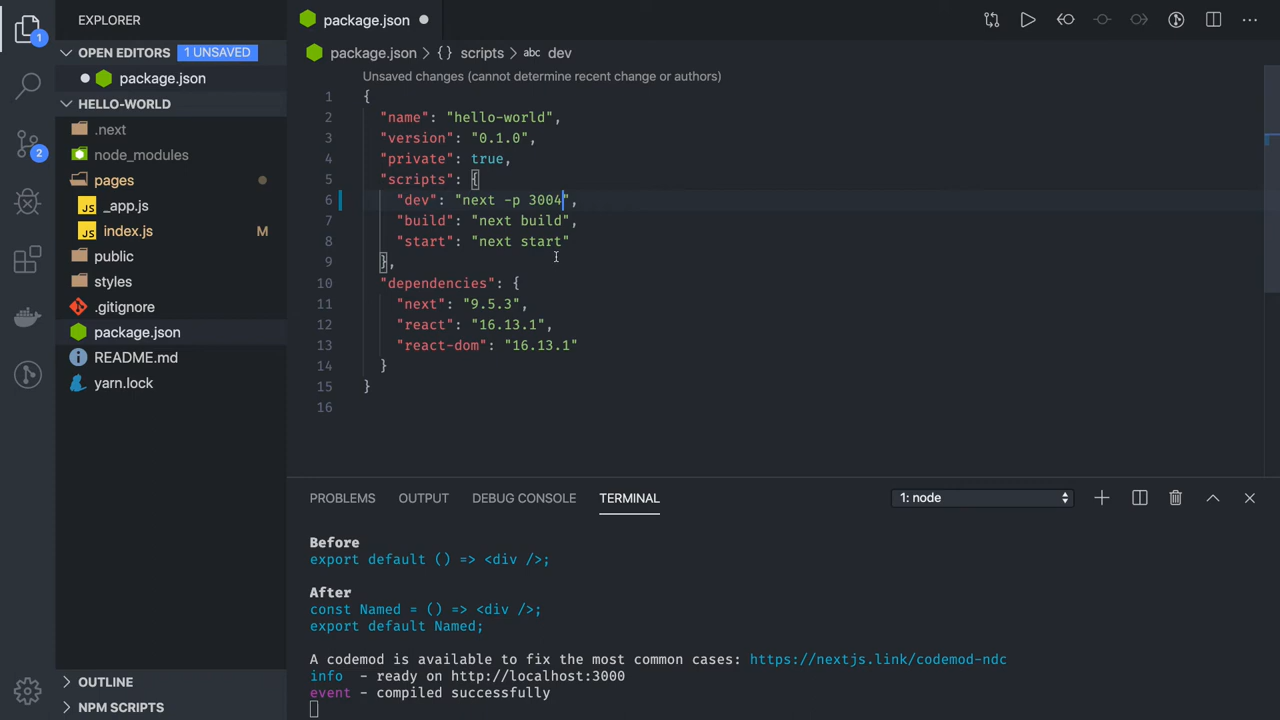 EXPLORER
package.json
1
OPEN EDITORS 1 UNSAVED
package.json
HELLO-WORLD
.next
node_modules
2
pages
JS _app.js
JS index.js M
public
styles
.gitignore
package.json
README.md
yarn.lock
OUTLINE
NPM SCRIPTS
package.json > {} scripts > abc dev
Unsaved changes (cannot determine recent change or authors)
1 {
2 "name": "hello-world",
3 "version": "0.1.0",
4 "private": true,
5 "scripts": {
6 "dev": "next -p 3004",
7 "build": "next build",
8 "start": "next start"
9 },
10 "dependencies": {
11 "next": "9.5.3",
12 "react": "16.13.1",
13 "react-dom": "16.13.1"
14 }
15 }
16
PROBLEMS OUTPUT DEBUG CONSOLE TERMINAL 1: node
Before
export default () => <div />;
After
const Named = () => <div />;
export default Named;
A codemod is available to fix the most common cases: https://nextjs.link/codemod-ndc
info - ready on http://localhost:3000
event - compiled successfully